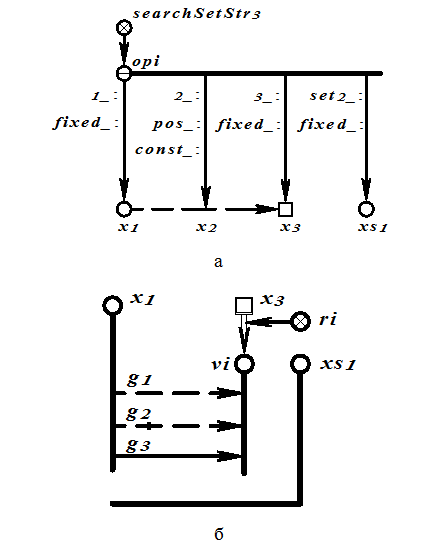 searchSetStr3
opi
1_: 2_: 3_: set2_:
fixed_: pos_: fixed_: fixed_:
const_:
x1 x2 x3 xs1
а
x1 x3
ri
vi xs1
g1
g2
g3
б